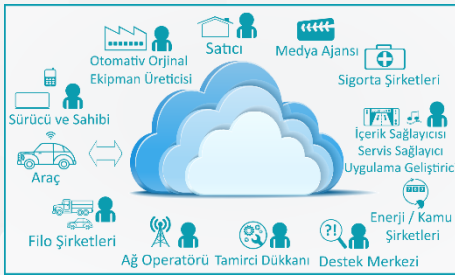 Satıcı
Medya Ajansı
Otomativ Orjinal
Ekipman Üreticisi
Sigorta Şirketleri
Sürücü ve Sahibi
İçerik Sağlayıcısı
Servis Sağlayıcı
Uygulama Geliştirici
Araç
Enerji / Kamu
Şirketleri
Filo Şirketleri
Ağ Operatörü
Tamirci Dükkanı
Destek Merkezi
?!